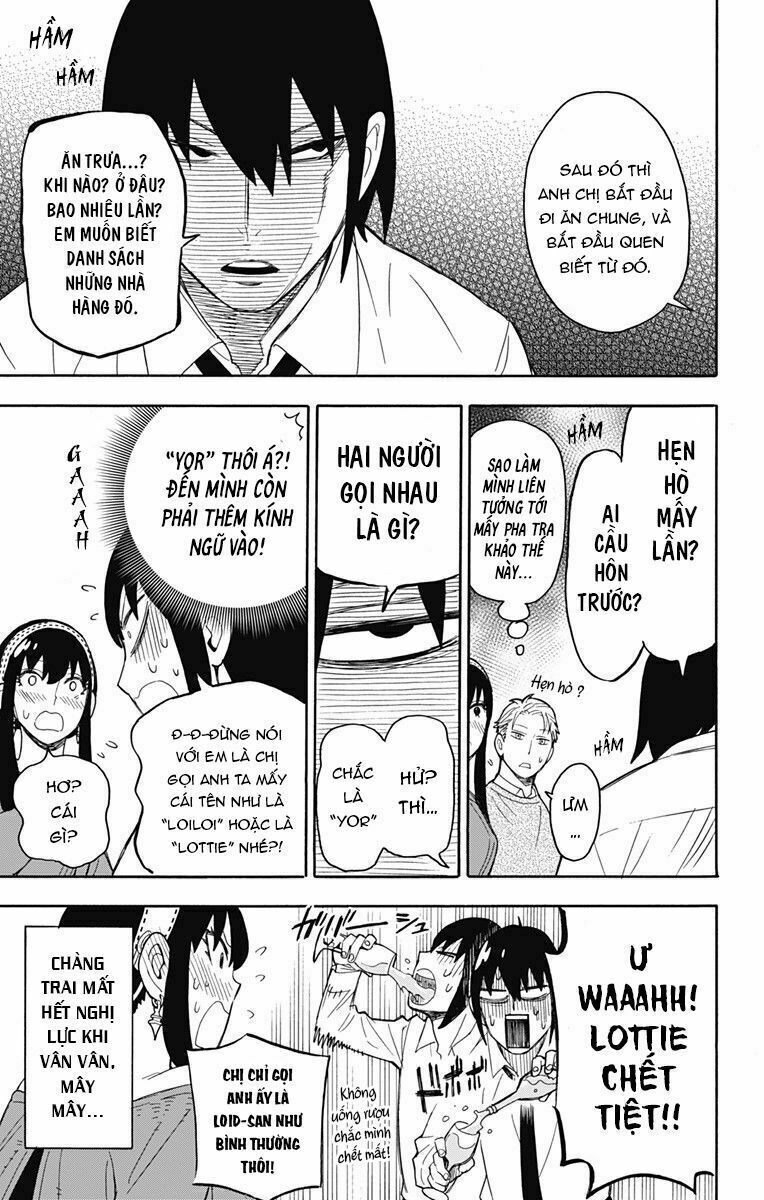 SAU ĐÓ THÌ
ANH CHỊ BẮT ĐẦU
ĐI ĂN CHUNG, VÀ
BẮT ĐẦU QUEN
BIẾT TỪ ĐÓ.
HẦM
HẦM
ĂN TRƯA...?
KHI NÀO? Ở ĐÂU?
BAO NHIÊU LẦN?
EM MUỐN BIẾT
DANH SÁCH
NHỮNG NHÀ
HÀNG ĐÓ.
HẸN
HÒ
MẤY
LẦN?
AI
CẦU
HÔN
TRƯỚC?
HẦM
SAO LÀM
MÌNH LIÊN
TƯỞNG TỚI
MẤY PHA TRA
KHẢO THẾ
NÀY...
Hẹn hò ?
HẦM
ỪM
...
HAI NGƯỜI
GỌI NHAU
LÀ GÌ?
HỬ?
THÌ...
CHẮC
LÀ
"YOR"
"YOR" THÔI Á?!
ĐẾN MÌNH CÒN
PHẢI THÊM KÍNH
NGỮ VÀO!
GAAAH
Đ-Đ-ĐỪNG NÓI
VỚI EM LÀ CHỊ
GỌI ANH TA MẤY
CÁI TÊN NHƯ LÀ
"LOILOI" HOẶC LÀ
"LOTTIE" NHÉ?!
HƠ?
CÁI
GÌ?
Ư
WAAAHH!
LOTTIE
CHẾT
TIỆT!!
Không
uống rượu
chắc mình
chết mất!
CHỊ CHỈ GỌI
ANH ẤY LÀ
LOID-SAN NHƯ
BÌNH THƯỜNG
THÔI!
CHÀNG
TRAI MẤT
HẾT NGHỊ
LỰC KHI
VÂN VÂN,
MÂY
MÂY...